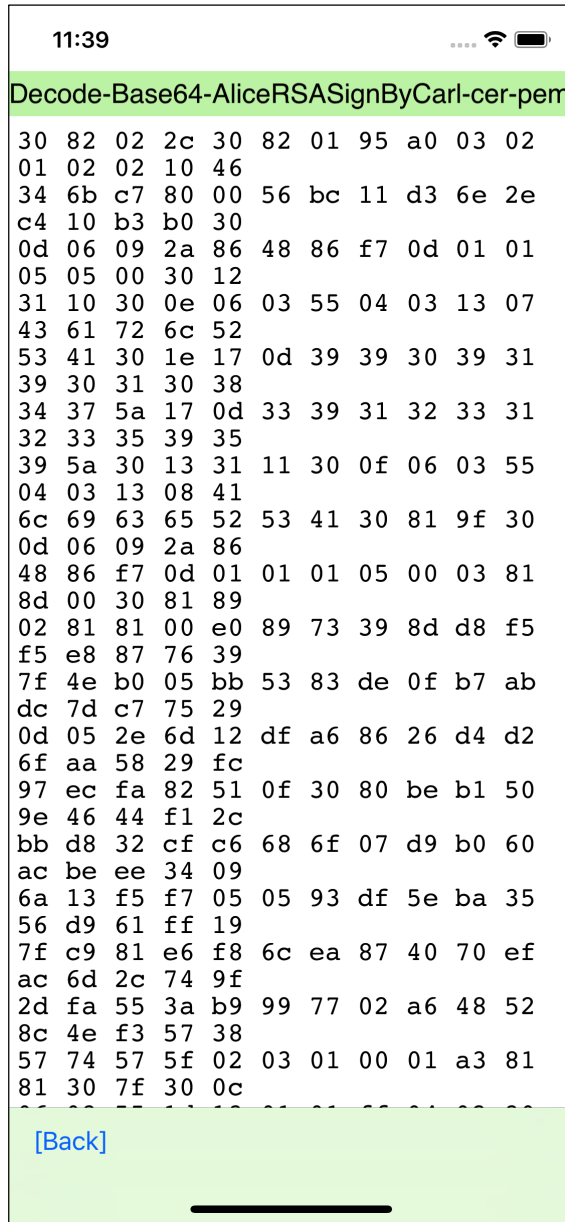 11:39
Decode-Base64-AliceRSASignByCarl-cer-pem
30 82 02 2c 30 82 01 95 a0 03 02
01 02 02 10 46
34 6b c7 80 00 56 bc 11 d3 6e 2e
c4 10 b3 b0 30
0d 06 09 2a 86 48 86 f7 0d 01 01
05 05 00 30 12
31 10 30 0e 06 03 55 04 03 13 07
43 61 72 6c 52
53 41 30 1e 17 0d 39 39 30 39 31
39 30 31 30 38
34 37 5a 17 0d 33 39 31 32 33 31
32 33 35 39 35
39 5a 30 13 31 11 30 0f 06 03 55
04 03 13 08 41
6c 69 63 65 52 53 41 30 81 9f 30
0d 06 09 2a 86
48 86 f7 0d 01 01 01 05 00 03 81
8d 00 30 81 89
02 81 81 00 e0 89 73 39 8d d8 f5
f5 e8 87 76 39
7f 4e b0 05 bb 53 83 de 0f b7 ab
dc 7d c7 75 29
0d 05 2e 6d 12 df a6 86 26 d4 d2
6f aa 58 29 fc
97 ec fa 82 51 0f 30 80 be b1 50
9e 46 44 f1 2c
bb d8 32 cf c6 68 6f 07 d9 b0 60
ac be ee 34 09
6a 13 f5 f7 05 05 93 df 5e ba 35
56 d9 61 ff 19
7f c9 81 e6 f8 6c ea 87 40 70 ef
ac 6d 2c 74 9f
2d fa 55 3a b9 99 77 02 a6 48 52
8c 4e f3 57 38
57 74 57 5f 02 03 01 00 01 a3 81
81 30 7f 30 0c
[Back]